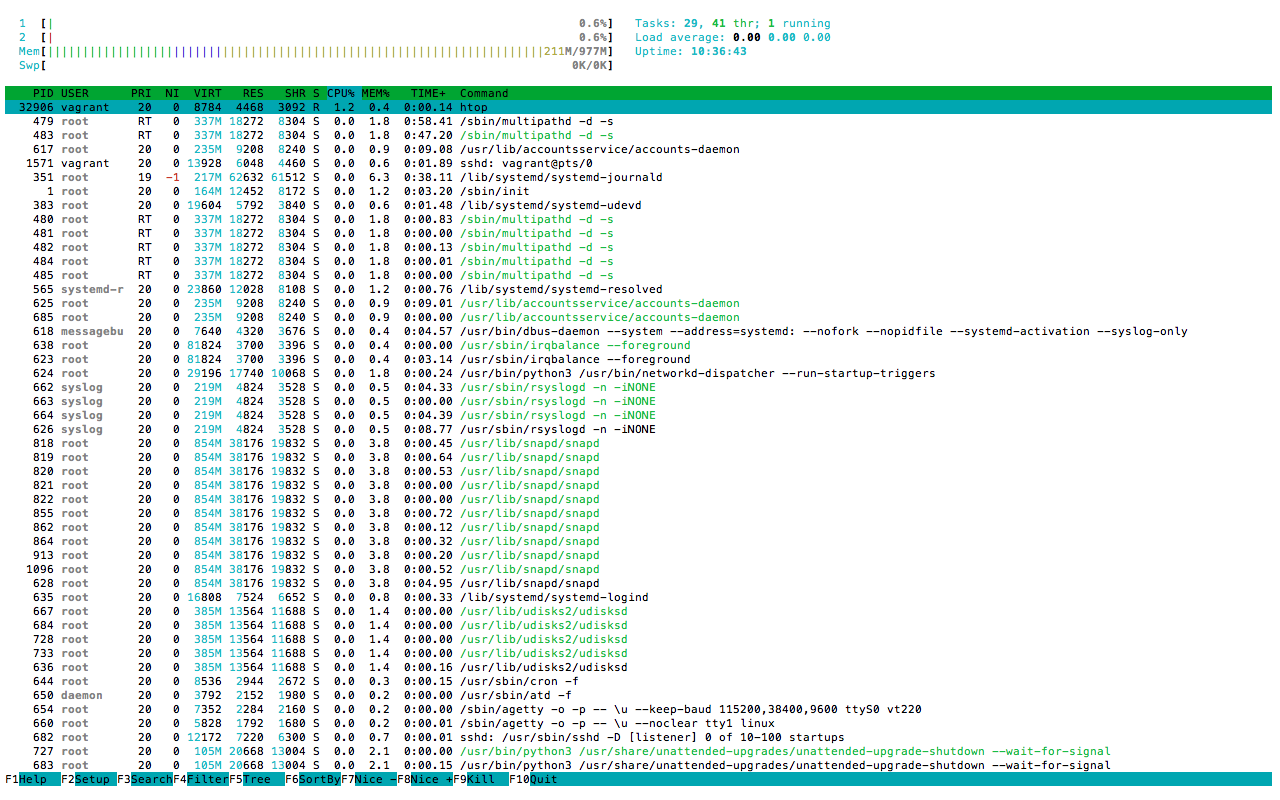 1 [| 0.6%] Tasks: 29, 41 thr; 1 running
2 [| 0.6%] Load average: 0.00 0.00 0.00
Mem[|||||||||||||||||||||||||||||||||||||||||||||||||||||||||||||||||||||||211M/977M] Uptime: 10:36:43
Swp[ 0K/0K]
PID USER PRI NI VIRT RES SHR S CPU% MEM% TIME+ Command
32906 vagrant 20 0 8784 4468 3092 R 1.2 0.4 0:00.14 htop
479 root RT 0 337M 18272 8304 S 0.0 1.8 0:58.41 /sbin/multipathd -d -s
483 root RT 0 337M 18272 8304 S 0.0 1.8 0:47.20 /sbin/multipathd -d -s
617 root 20 0 235M 9208 8240 S 0.0 0.9 0:09.08 /usr/lib/accountsservice/accounts-daemon
1571 vagrant 20 0 13928 6048 4460 S 0.0 0.6 0:01.89 sshd: vagrant@pts/0
351 root 19 -1 217M 62632 61512 S 0.0 6.3 0:38.11 /lib/systemd/systemd-journald
1 root 20 0 164M 12452 8172 S 0.0 1.2 0:03.20 /sbin/init
383 root 20 0 19604 5792 3840 S 0.0 0.6 0:01.48 /lib/systemd/systemd-udevd
480 root RT 0 337M 18272 8304 S 0.0 1.8 0:00.83 /sbin/multipathd -d -s
481 root RT 0 337M 18272 8304 S 0.0 1.8 0:00.00 /sbin/multipathd -d -s
482 root RT 0 337M 18272 8304 S 0.0 1.8 0:00.13 /sbin/multipathd -d -s
484 root RT 0 337M 18272 8304 S 0.0 1.8 0:00.01 /sbin/multipathd -d -s
485 root RT 0 337M 18272 8304 S 0.0 1.8 0:00.00 /sbin/multipathd -d -s
565 systemd-r 20 0 23860 12028 8108 S 0.0 1.2 0:00.76 /lib/systemd/systemd-resolved
625 root 20 0 235M 9208 8240 S 0.0 0.9 0:09.01 /usr/lib/accountsservice/accounts-daemon
685 root 20 0 235M 9208 8240 S 0.0 0.9 0:00.00 /usr/lib/accountsservice/accounts-daemon
618 messagebu 20 0 7640 4320 3676 S 0.0 0.4 0:04.57 /usr/bin/dbus-daemon --system --address=systemd: --nofork --nopidfile --systemd-activation --syslog-only
638 root 20 0 81824 3700 3396 S 0.0 0.4 0:00.00 /usr/sbin/irqbalance --foreground
623 root 20 0 81824 3700 3396 S 0.0 0.4 0:03.14 /usr/sbin/irqbalance --foreground
624 root 20 0 29196 17740 10068 S 0.0 1.8 0:00.24 /usr/bin/python3 /usr/bin/networkd-dispatcher --run-startup-triggers
662 syslog 20 0 219M 4824 3528 S 0.0 0.5 0:04.33 /usr/sbin/rsyslogd -n -iNONE
663 syslog 20 0 219M 4824 3528 S 0.0 0.5 0:00.00 /usr/sbin/rsyslogd -n -iNONE
664 syslog 20 0 219M 4824 3528 S 0.0 0.5 0:04.39 /usr/sbin/rsyslogd -n -iNONE
626 syslog 20 0 219M 4824 3528 S 0.0 0.5 0:08.77 /usr/sbin/rsyslogd -n -iNONE
818 root 20 0 854M 38176 19832 S 0.0 3.8 0:00.45 /usr/lib/snapd/snapd
819 root 20 0 854M 38176 19832 S 0.0 3.8 0:00.64 /usr/lib/snapd/snapd
820 root 20 0 854M 38176 19832 S 0.0 3.8 0:00.53 /usr/lib/snapd/snapd
821 root 20 0 854M 38176 19832 S 0.0 3.8 0:00.00 /usr/lib/snapd/snapd
822 root 20 0 854M 38176 19832 S 0.0 3.8 0:00.00 /usr/lib/snapd/snapd
855 root 20 0 854M 38176 19832 S 0.0 3.8 0:00.72 /usr/lib/snapd/snapd
862 root 20 0 854M 38176 19832 S 0.0 3.8 0:00.12 /usr/lib/snapd/snapd
864 root 20 0 854M 38176 19832 S 0.0 3.8 0:00.32 /usr/lib/snapd/snapd
913 root 20 0 854M 38176 19832 S 0.0 3.8 0:00.20 /usr/lib/snapd/snapd
1096 root 20 0 854M 38176 19832 S 0.0 3.8 0:00.52 /usr/lib/snapd/snapd
628 root 20 0 854M 38176 19832 S 0.0 3.8 0:04.95 /usr/lib/snapd/snapd
635 root 20 0 16808 7524 6652 S 0.0 0.8 0:00.33 /lib/systemd/systemd-logind
667 root 20 0 385M 13564 11688 S 0.0 1.4 0:00.00 /usr/lib/udisks2/udisksd
684 root 20 0 385M 13564 11688 S 0.0 1.4 0:00.00 /usr/lib/udisks2/udisksd
728 root 20 0 385M 13564 11688 S 0.0 1.4 0:00.00 /usr/lib/udisks2/udisksd
733 root 20 0 385M 13564 11688 S 0.0 1.4 0:00.00 /usr/lib/udisks2/udisksd
636 root 20 0 385M 13564 11688 S 0.0 1.4 0:00.16 /usr/lib/udisks2/udisksd
644 root 20 0 8536 2944 2672 S 0.0 0.3 0:00.15 /usr/sbin/cron -f
650 daemon 20 0 3792 2152 1980 S 0.0 0.2 0:00.00 /usr/sbin/atd -f
654 root 20 0 7352 2284 2160 S 0.0 0.2 0:00.00 /sbin/agetty -o -p -- \u --keep-baud 115200,38400,9600 ttyS0 vt220
660 root 20 0 5828 1792 1680 S 0.0 0.2 0:00.01 /sbin/agetty -o -p -- \u --noclear tty1 linux
682 root 20 0 12172 7220 6300 S 0.0 0.7 0:00.01 sshd: /usr/sbin/sshd -D [listener] 0 of 10-100 startups
727 root 20 0 105M 20668 13004 S 0.0 2.1 0:00.00 /usr/bin/python3 /usr/share/unattended-upgrades/unattended-upgrade-shutdown --wait-for-signal
683 root 20 0 105M 20668 13004 S 0.0 2.1 0:00.15 /usr/bin/python3 /usr/share/unattended-upgrades/unattended-upgrade-shutdown --wait-for-signal
F1Help F2Setup F3SearchF4FilterF5Tree F6SortByF7Nice -F8Nice +F9Kill F10Quit